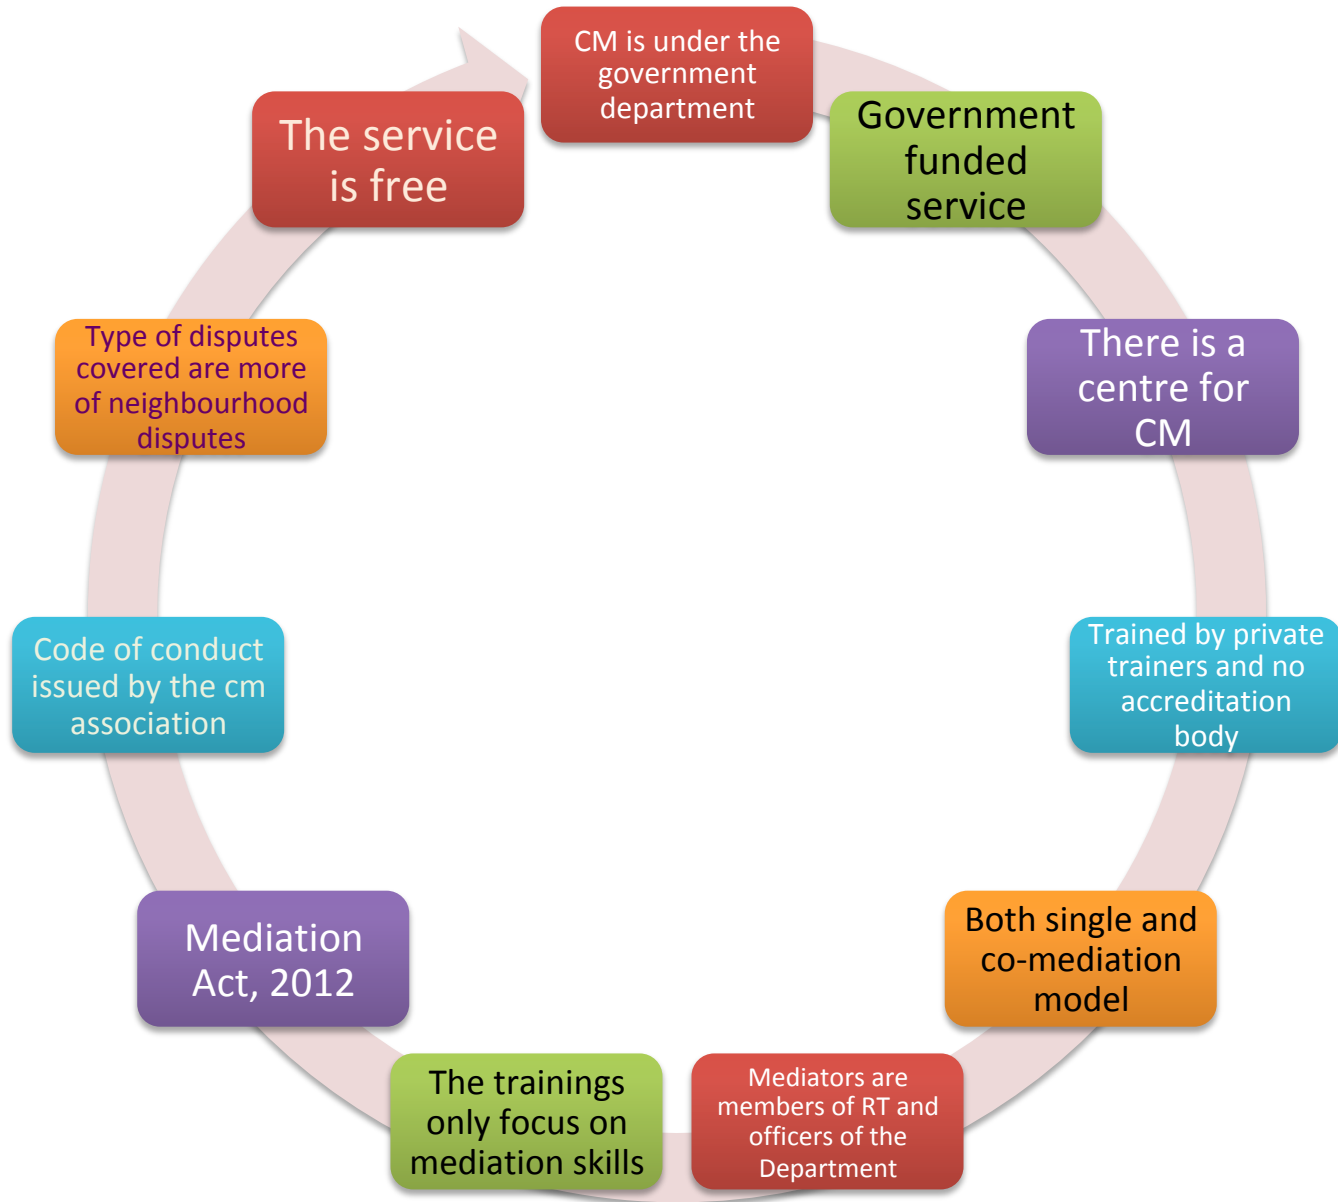 CM is under the
government
department
Government
funded
service
There is a
centre for
CM
Trained by private
trainers and no
accreditation
body
Both single and
co-mediation
model
Mediators are
members of RT and
officers of the
Department
The trainings
only focus on
mediation skills
Mediation
Act, 2012
Code of conduct
issued by the cm
association
Type of disputes
covered are more
of neighbourhood
disputes
The service
is free